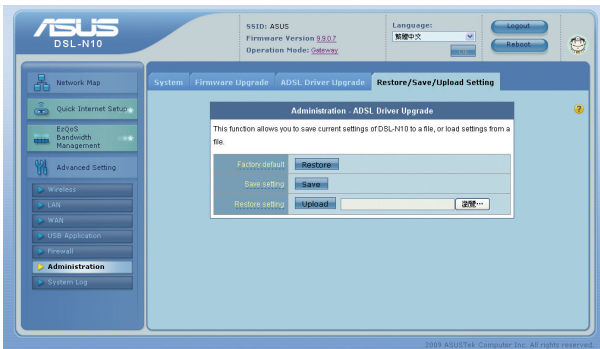 ASUS
DSL-N10
SSID: ASUS
Firmware Version 9.9.0.7
Operation Mode: Gateway
Language:
繁體中文
Logout
Reboot
Network Map
Quick Internet Setup
EzQoS
Bandwidth
Management
Advanced Setting
Wireless
LAN
WAN
USB Application
Firewall
Administration
System Log
System
Firmware Upgrade
ADSL Driver Upgrade
Restore/Save/Upload Setting
Administration - ADSL Driver Upgrade
This function allows you to save current settings of DSL-N10 to a file, or load settings from a
file.
Factory default
Restore
Save setting
Save
Restore setting
Upload
瀏覽…
2009 ASUSTek Computer Inc. All rights reserved.